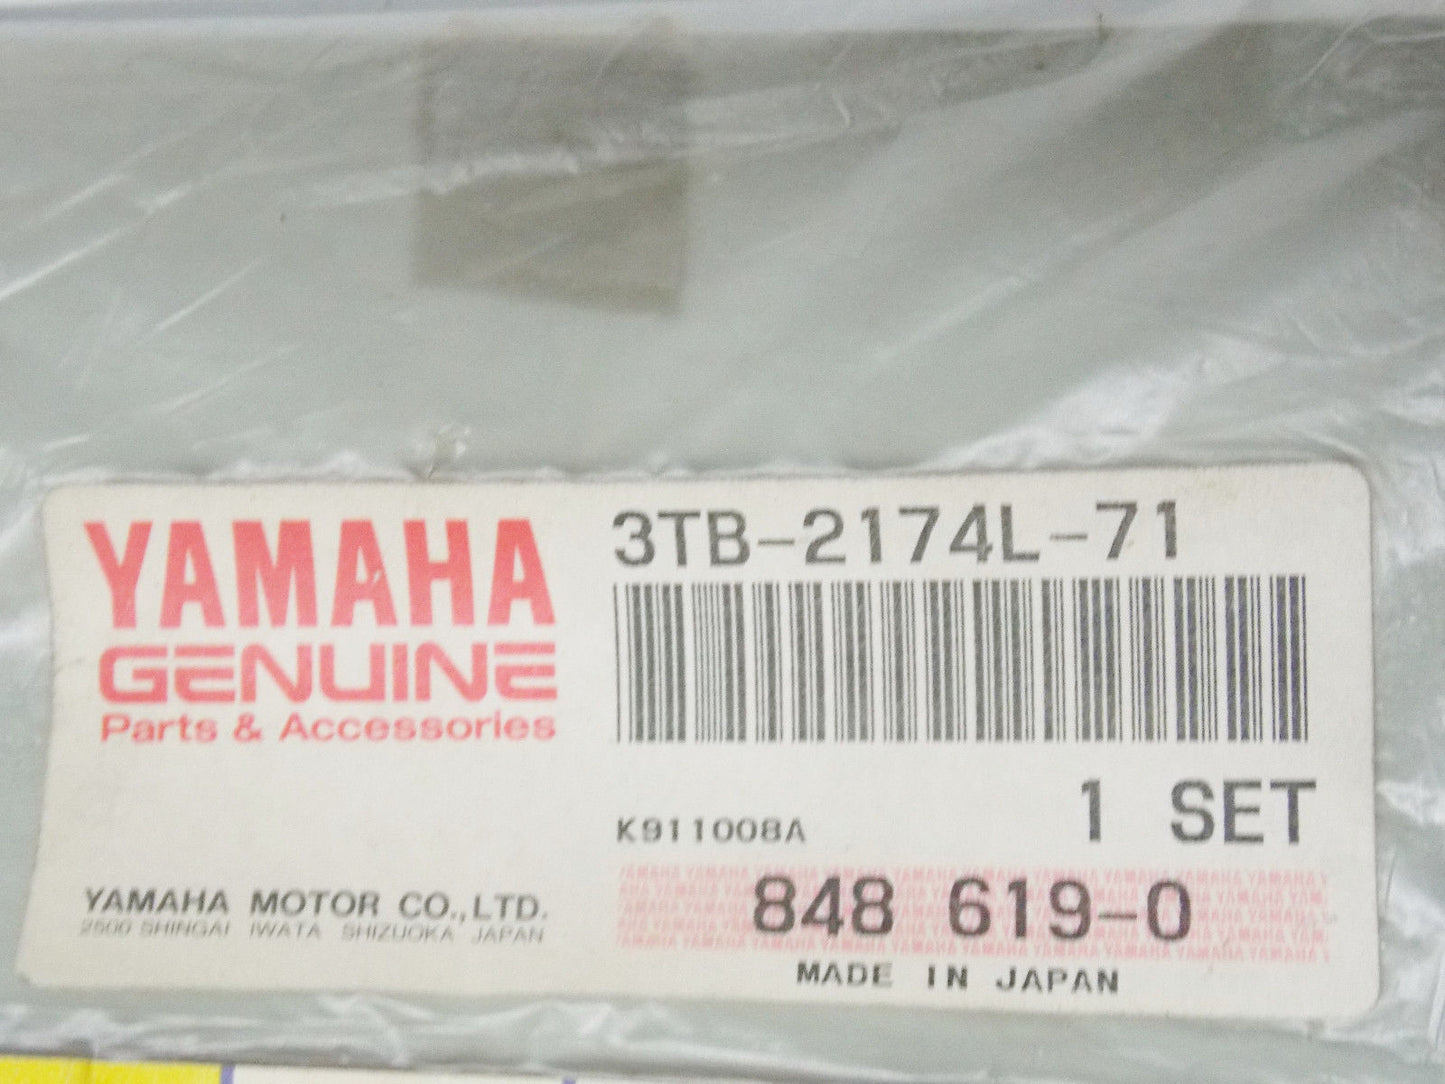 YAMAHA
GENUINE
Parts & Accessories
3TB-2174L-71
K911008A
1 SET
848 619-0
YAMAHA MOTOR CO.,LTD.
2500 SHINGAI IWATA SHIZUOKA JAPAN
MADE IN JAPAN